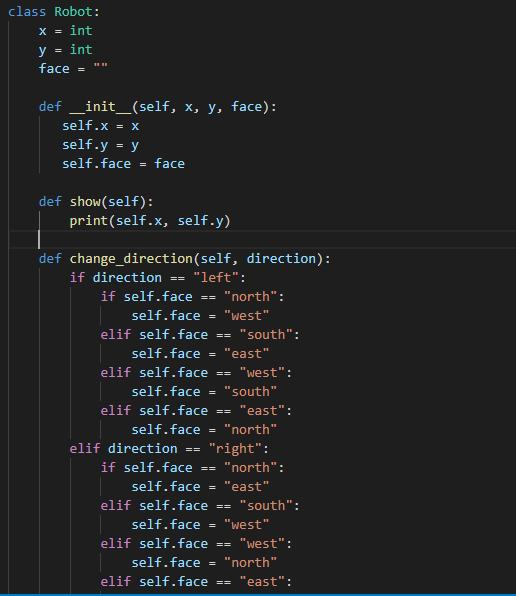 class Robot:
    x = int
    y = int
    face = ""

    def __init__(self, x, y, face):
       self.x = x
       self.y = y
       self.face = face

    def show(self):
        print(self.x, self.y)

    def change_direction(self, direction):
        if direction == "left":
            if self.face == "north":
                self.face = "west"
            elif self.face == "south":
                self.face = "east"
            elif self.face == "west":
                self.face = "south"
            elif self.face == "east":
                self.face = "north"
        elif direction == "right":
            if self.face == "north":
                self.face = "east"
            elif self.face == "south":
                self.face = "west"
            elif self.face == "west":
                self.face = "north"
            elif self.face == "east":